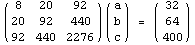 ( 8 20 92 ) ( a ) ( 32 )
( 20 92 440 ) ( b ) = ( 64 )
( 92 440 2276 ) ( c ) ( 400 )